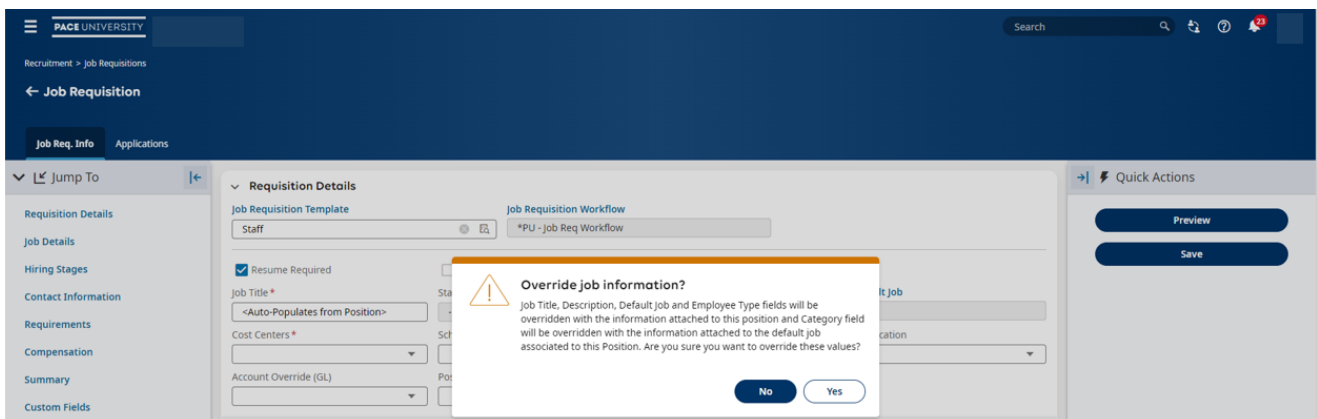 PACE UNIVERSITY
Search
23
Recruitment > Job Requisitions
← Job Requisition
Job Req. Info Applications
Jump To
Requisition Details
Job Details
Hiring Stages
Contact Information
Requirements
Compensation
Summary
Custom Fields
Requisition Details
Job Requisition Template Job Requisition Workflow
Staff *PU - Job Req Workflow
Resume Required
Job Title *
<Auto-Populates from Position>
Cost Centers *
Account Override (GL)
Override job information?
Job Title, Description, Default Job and Employee Type fields will be
overridden with the information attached to this position and Category field
will be overridden with the information attached to the default job
associated to this Position. Are you sure you want to override these values?
No Yes
Quick Actions
Preview
Save